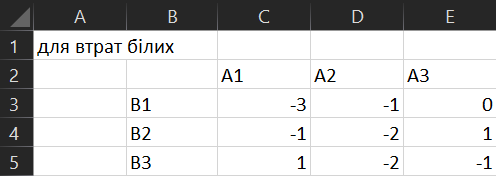 A B C D E
1 для втрат білих
2 A1 A2 A3
3 B1 -3 -1 0
4 B2 -1 -2 1
5 B3 1 -2 -1